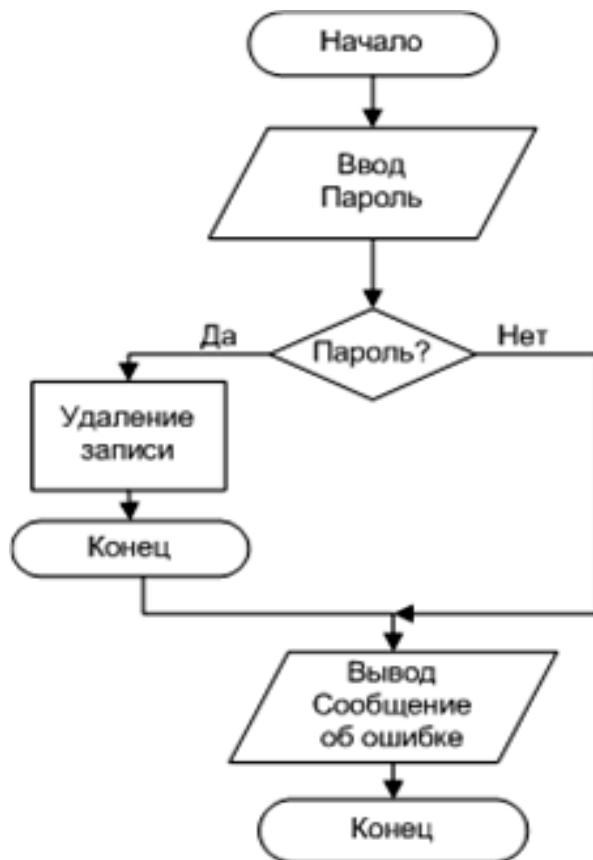 Начало
Ввод
Пароль
Да
Пароль?
Нет
Удаление
записи
Конец
Вывод
Сообщение
об ошибке
Конец